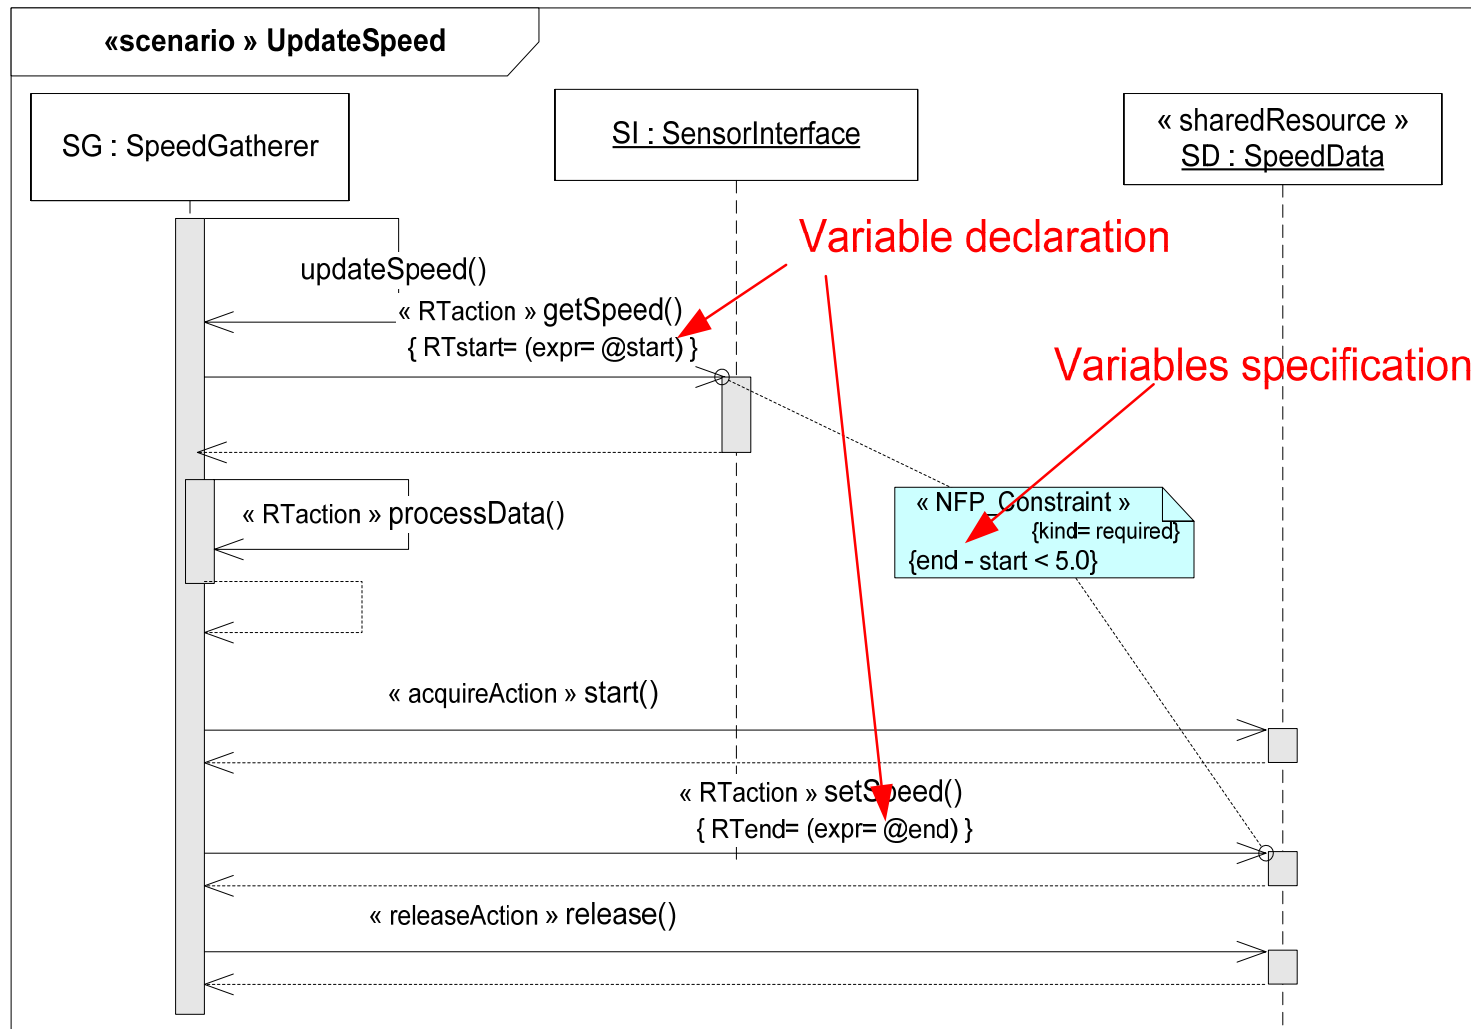 «scenario » UpdateSpeed
SG : SpeedGatherer
SI : SensorInterface
« sharedResource »
SD : SpeedData
Variable declaration
updateSpeed()
« RTaction » getSpeed()
{ RTstart= (expr= @start) }
Variables specification
« NFP_Constraint »
{kind= required}
{end - start < 5.0}
« RTaction » processData()
« acquireAction » start()
« RTaction » setSpeed()
{ RTend= (expr= @end) }
« releaseAction » release()